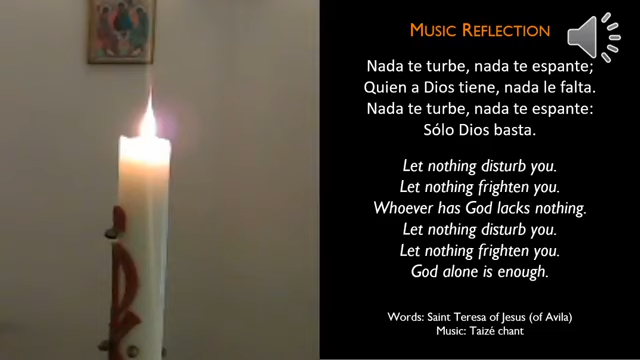 MUSIC REFLECTION
Nada te turbe, nada te espante;
Quien a Dios tiene, nada le falta.
Nada te turbe, nada te espante:
Sólo Dios basta.
Let nothing disturb you.
Let nothing frighten you.
Whoever has God lacks nothing.
Let nothing disturb you.
Let nothing frighten you.
God alone is enough.
Words: Saint Teresa of Jesus (of Avila)
Music: Taizé chant